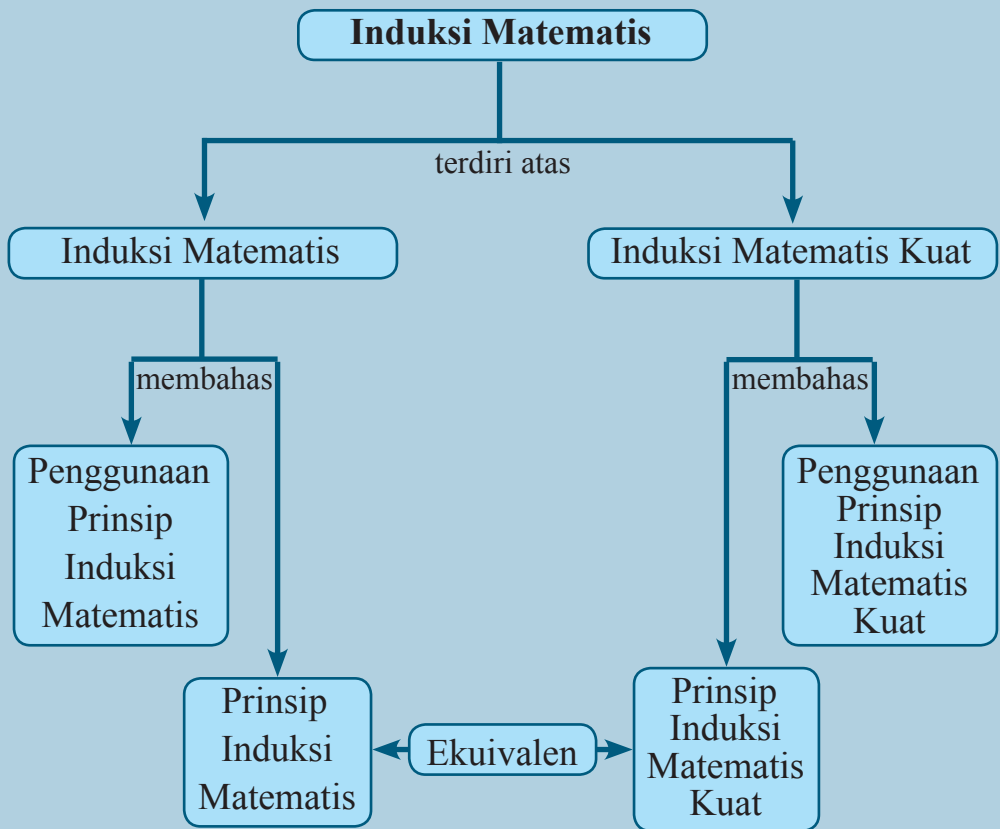 Induksi Matematis
terdiri atas
Induksi Matematis
Induksi Matematis Kuat
membahas
membahas
Penggunaan
Prinsip
Induksi
Matematis
Penggunaan
Prinsip
Induksi
Matematis
Kuat
Prinsip
Induksi
Matematis
Ekuivalen
Prinsip
Induksi
Matematis
Kuat